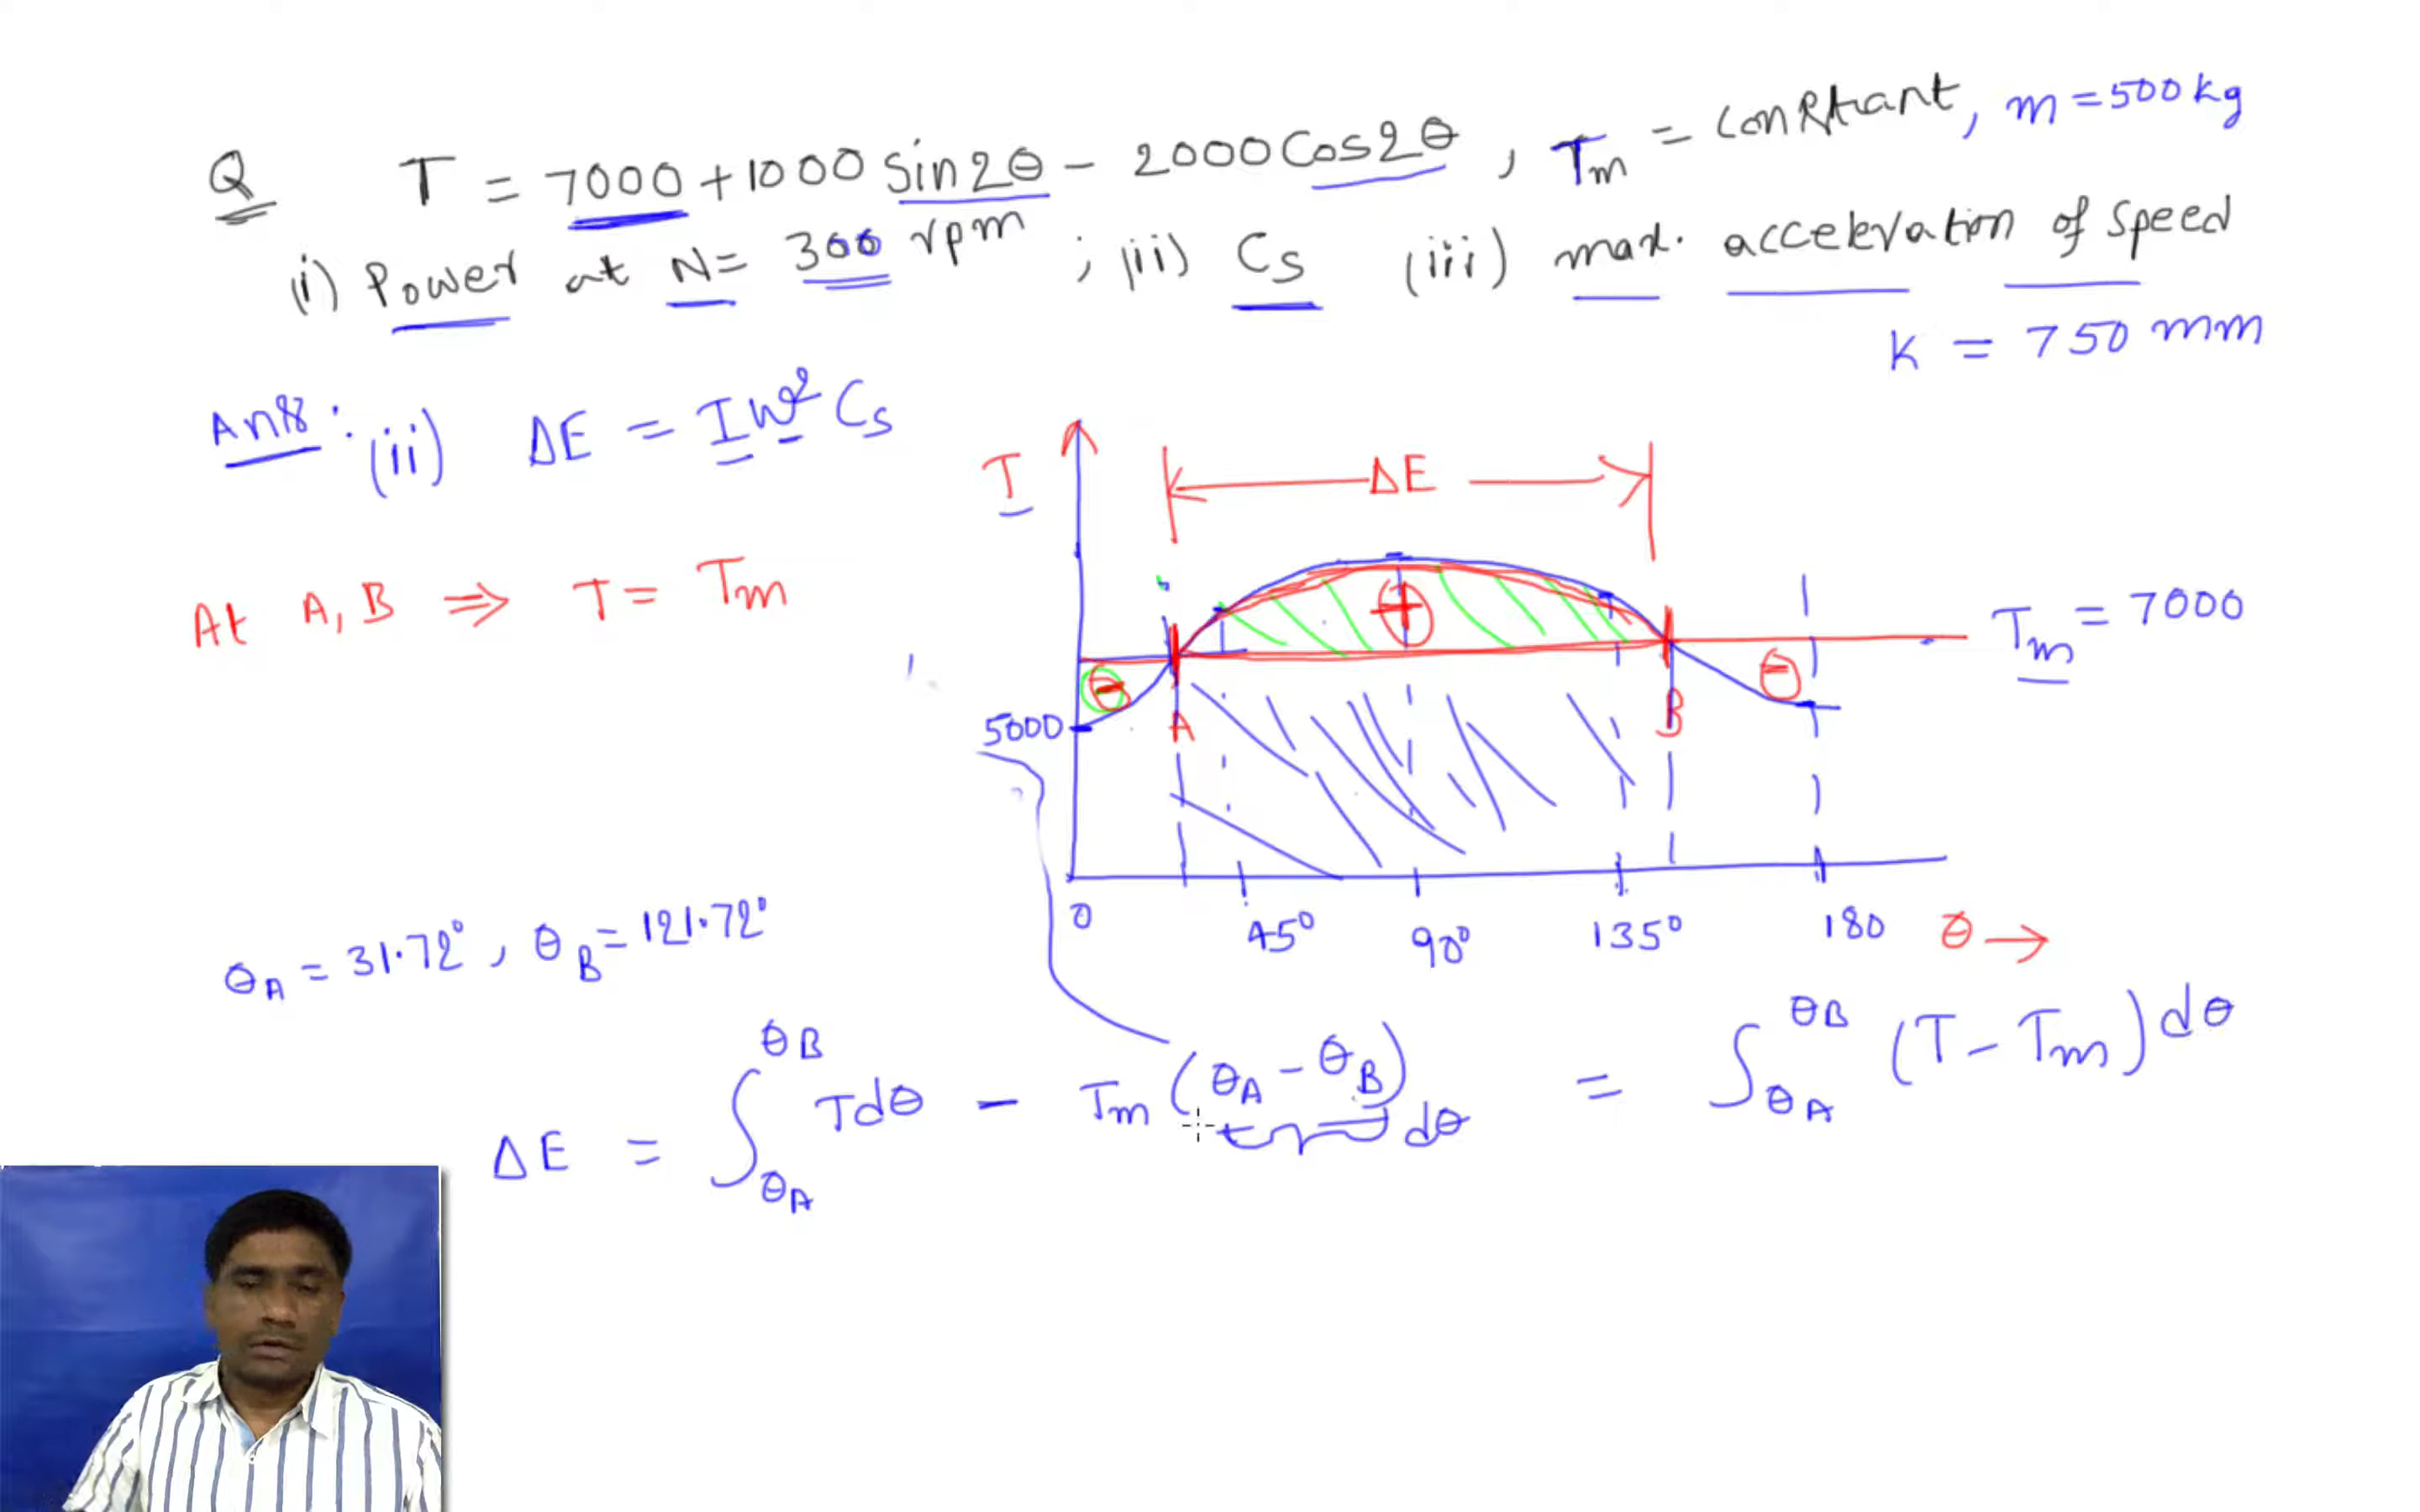 Q T = 7000 + 1000 Sin2θ - 2000 Cos2θ , Tm = constant, m = 500 kg
(i) Power at N = 300 rpm ; (ii) Cs (iii) max. acceleration of speed
K = 750 mm
Ans : (ii) ΔE = Iω² Cs
T
ΔE
At A, B ⇒ T = Tm
+
Tm = 7000
-
-
5000
A
B
0 45° 90° 135° 180 θ →
θA = 31.72° , θB = 121.72°
ΔE = ∫θA^θB T dθ - Tm (θA - θB) = ∫θA^θB (T - Tm) dθ
dθ